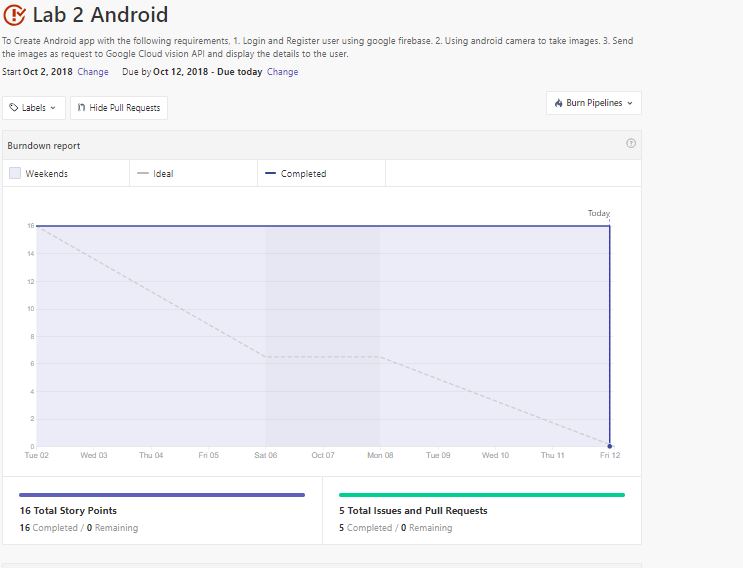 Lab 2 Android
To Create Android app with the following requirements, 1. Login and Register user using google firebase. 2. Using android camera to take images. 3. Send
the images as request to Google Cloud vision API and display the details to the user.
Start Oct 2, 2018 Change Due by Oct 12, 2018 - Due today Change
Labels Hide Pull Requests Burn Pipelines
Burndown report
Weekends Ideal Completed
Today
16
14
12
10
8
6
4
2
0
Tue 02 Wed 03 Thu 04 Fri 05 Sat 06 Oct 07 Mon 08 Tue 09 Wed 10 Thu 11 Fri 12
16 Total Story Points 5 Total Issues and Pull Requests
16 Completed / 0 Remaining 5 Completed / 0 Remaining